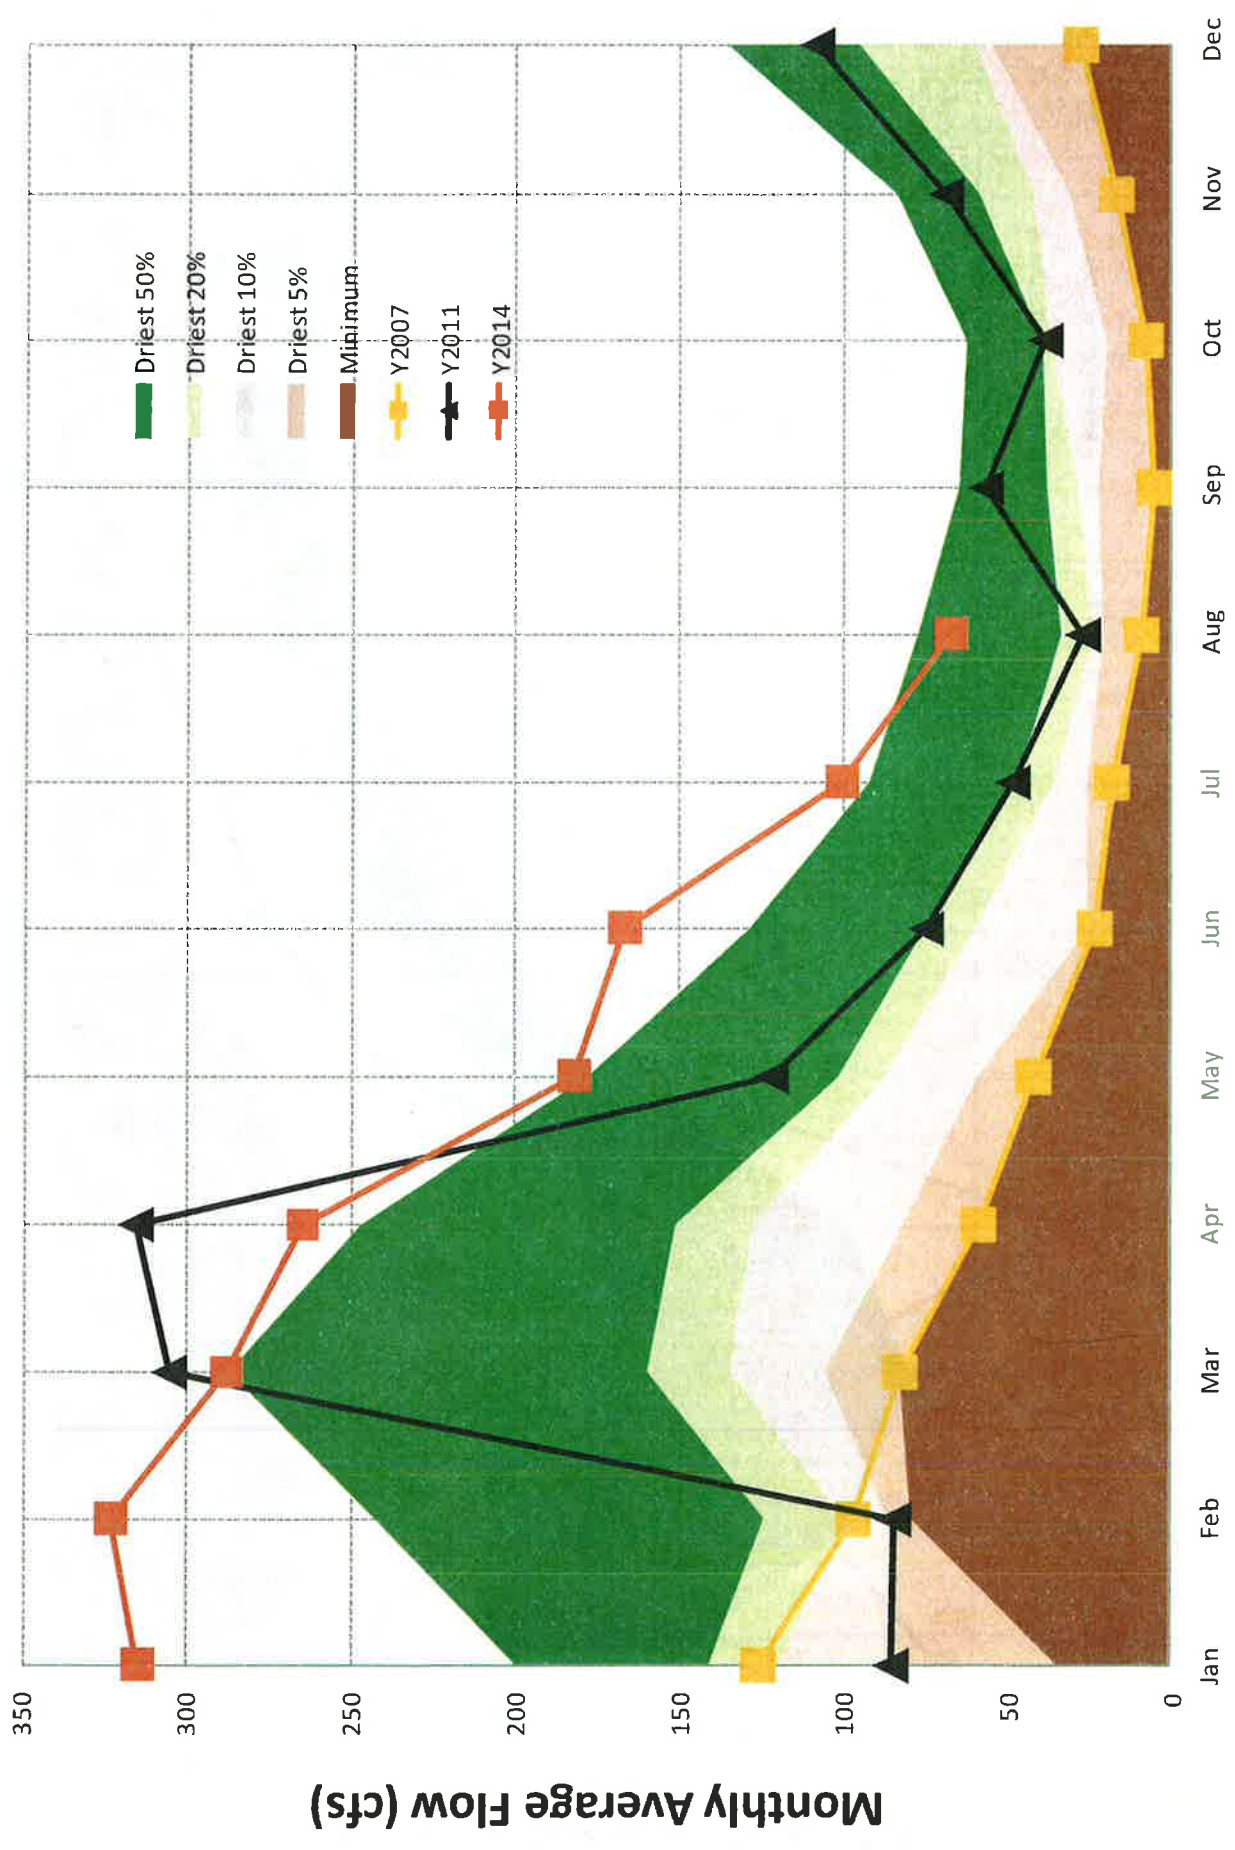 Monthly Average Flow (cfs)
350
300
250
200
150
100
50
0
Driest 50%
Driest 20%
Driest 10%
Driest 5%
Minimum
Y2007
Y2011
Y2014
Jan
Feb
Mar
Apr
May
Jun
Jul
Aug
Sep
Oct
Nov
Dec